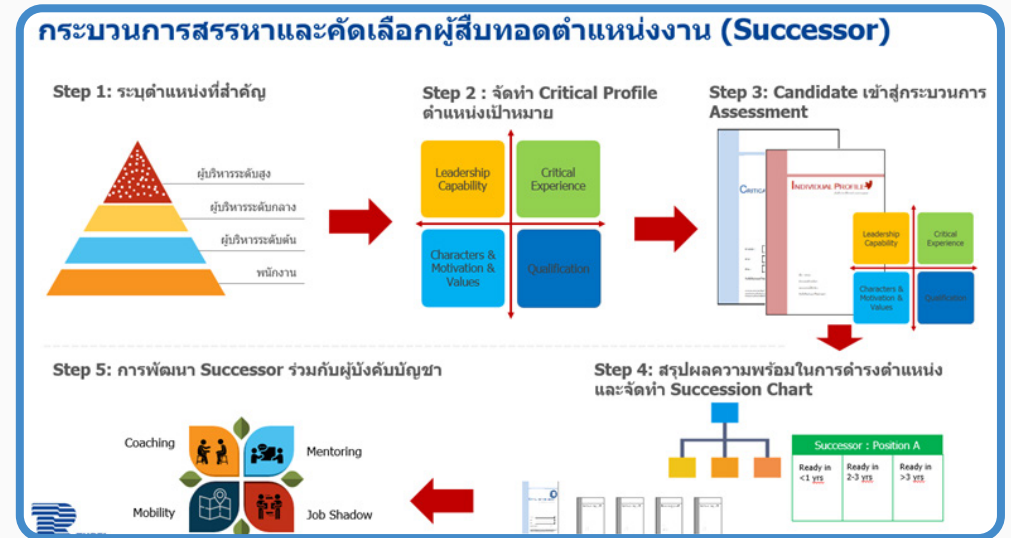 กระบวนการสรรหาและคัดเลือกผู้สืบทอดตำแหน่งงาน (Successor)
Step 1: ระบุตำแหน่งที่สำคัญ
ผู้บริหารระดับสูง
ผู้บริหารระดับกลาง
ผู้บริหารระดับต้น
พนักงาน
Step 2 : จัดทำ Critical Profile
ตำแหน่งเป้าหมาย
Leadership
Capability
Critical
Experience
Characters &
Motivation &
Values
Qualification
Step 3: Candidate เข้าสู่กระบวนการ
Assessment
INDIVIDUAL PROFILE
Leadership
Capability
Critical
Experience
Characters &
Motivation &
Values
Qualification
Step 4: สรุปผลความพร้อมในการดำรงตำแหน่ง
และจัดทำ Succession Chart
Successor : Position A
Ready in
<1 yrs
Ready in
2-3 yrs
Ready in
>3 yrs
Step 5: การพัฒนา Successor ร่วมกับผู้บังคับบัญชา
Coaching
Mentoring
Mobility
Job Shadow